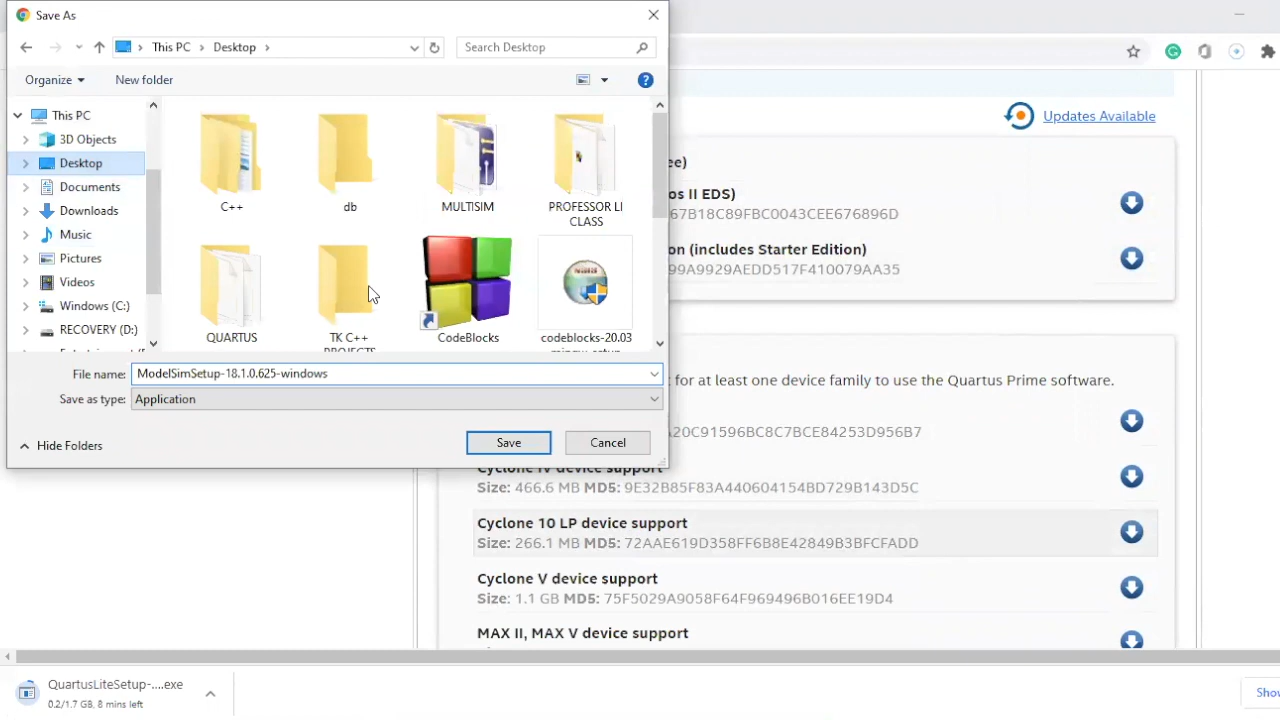 Save As
This PC > Desktop >
Search Desktop
Organize
New folder
This PC
3D Objects
Desktop
Documents
Downloads
Music
Pictures
Videos
Windows (C:)
RECOVERY (D:)
C++
db
MULTISIM
PROFESSOR LI
CLASS
QUARTUS
TK C++
PROJECTS
CodeBlocks
codeblocks-20.03
File name: ModelSimSetup-18.1.0.625-windows
Save as type: Application
Hide Folders
Save
Cancel
Updates Available
ee)
os II EDS)
67B18C89FBC0043CEE676896D
on (includes Starter Edition)
99A9929AEDD517F410079AA35
for at least one device family to use the Quartus Prime software.
A20C91596BC8C7BCE84253D956B7
Cyclone IV device support
Size: 466.6 MB MD5: 9E32B85F83A440604154BD729B143D5C
Cyclone 10 LP device support
Size: 266.1 MB MD5: 72AAE619D358FF6B8E42849B3BFCFADD
Cyclone V device support
Size: 1.1 GB MD5: 75F5029A9058F64F969496B016EE19D4
MAX II, MAX V device support
QuartusLiteSetup-....exe
0.2/1.7 GB, 8 mins left
Show